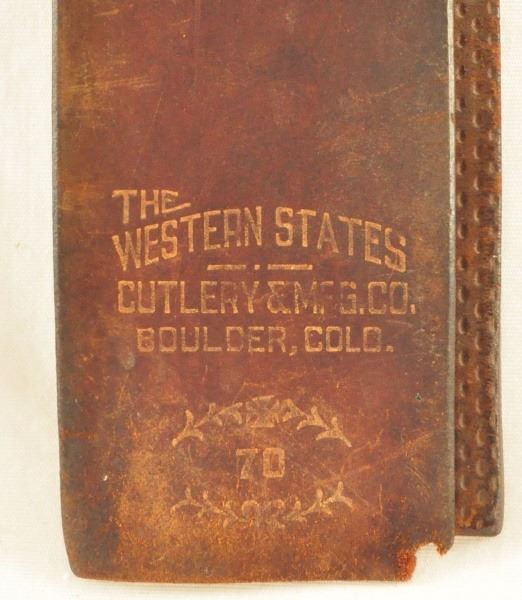 THE
WESTERN STATES
CUTLERY & MFG. CO.
BOULDER, COLO.
70